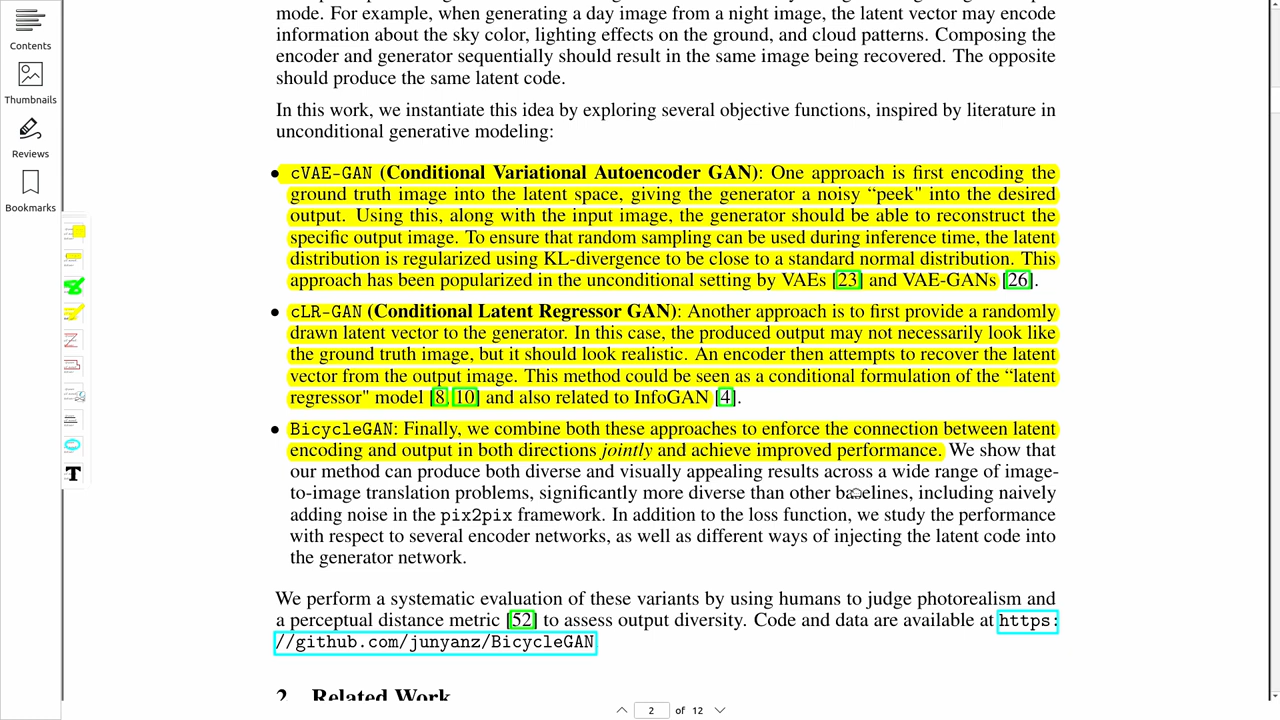 mode. For example, when generating a day image from a night image, the latent vector may encode
information about the sky color, lighting effects on the ground, and cloud patterns. Composing the
encoder and generator sequentially should result in the same image being recovered. The opposite
should produce the same latent code.
In this work, we instantiate this idea by exploring several objective functions, inspired by literature in
unconditional generative modeling:
• cVAE-GAN (Conditional Variational Autoencoder GAN): One approach is first encoding the
ground truth image into the latent space, giving the generator a noisy “peek" into the desired
output. Using this, along with the input image, the generator should be able to reconstruct the
specific output image. To ensure that random sampling can be used during inference time, the latent
distribution is regularized using KL-divergence to be close to a standard normal distribution. This
approach has been popularized in the unconditional setting by VAEs [23] and VAE-GANs [26].
• cLR-GAN (Conditional Latent Regressor GAN): Another approach is to first provide a randomly
drawn latent vector to the generator. In this case, the produced output may not necessarily look like
the ground truth image, but it should look realistic. An encoder then attempts to recover the latent
vector from the output image. This method could be seen as a conditional formulation of the “latent
regressor" model [8, 10] and also related to InfoGAN [4].
• BicycleGAN: Finally, we combine both these approaches to enforce the connection between latent
encoding and output in both directions jointly and achieve improved performance. We show that
our method can produce both diverse and visually appealing results across a wide range of image-
to-image translation problems, significantly more diverse than other baselines, including naively
adding noise in the pix2pix framework. In addition to the loss function, we study the performance
with respect to several encoder networks, as well as different ways of injecting the latent code into
the generator network.
We perform a systematic evaluation of these variants by using humans to judge photorealism and
a perceptual distance metric [52] to assess output diversity. Code and data are available at https:
//github.com/junyanz/BicycleGAN
2 Related Work
Contents
Thumbnails
Reviews
Bookmarks
T
2 of 12